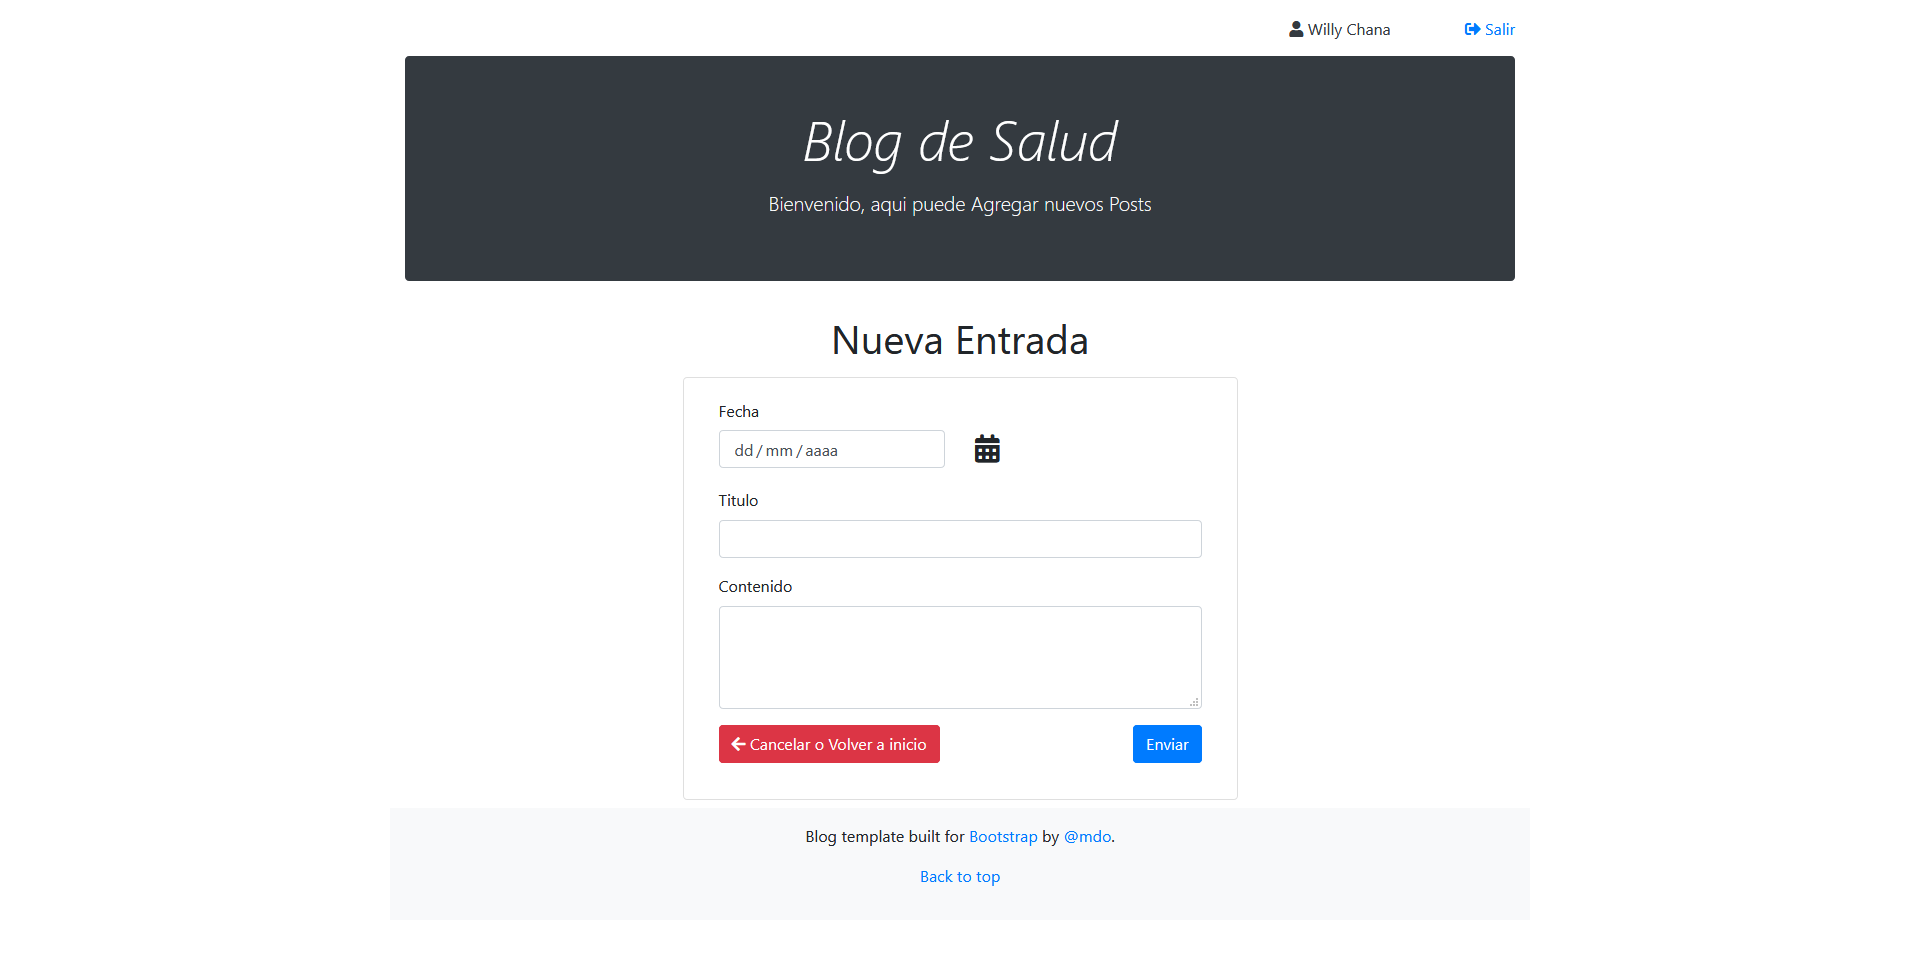 Willy Chana Salir
Blog de Salud
Bienvenido, aqui puede Agregar nuevos Posts
Nueva Entrada
Fecha
dd/mm/aaaa
Titulo
Contenido
Cancelar o Volver a inicio Enviar
Blog template built for Bootstrap by @mdo.
Back to top